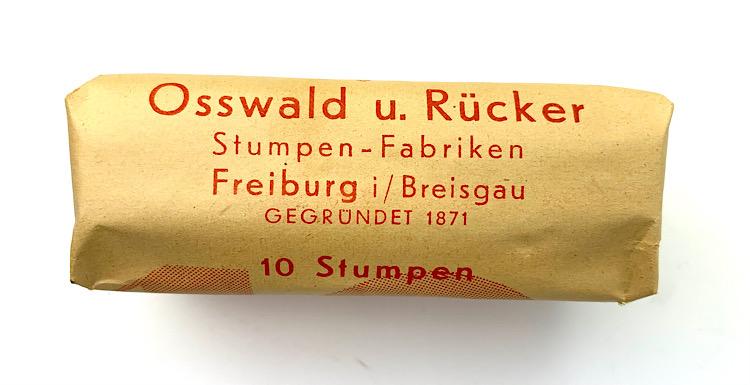 Osswald u. Rücker
Stumpen-Fabriken
Freiburg i/Breisgau
GEGRÜNDET 1871
10 Stumpen